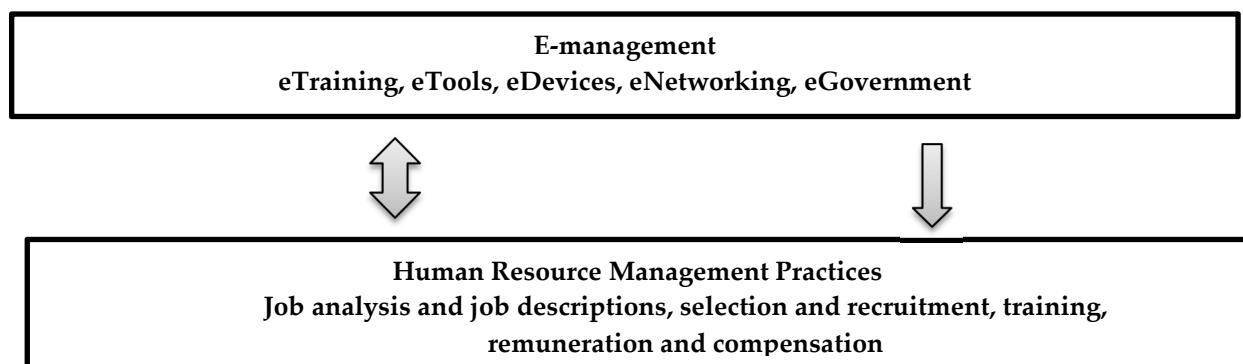 E-management
eTraining, eTools, eDevices, eNetworking, eGovernment
Human Resource Management Practices
Job analysis and job descriptions, selection and recruitment, training,
remuneration and compensation